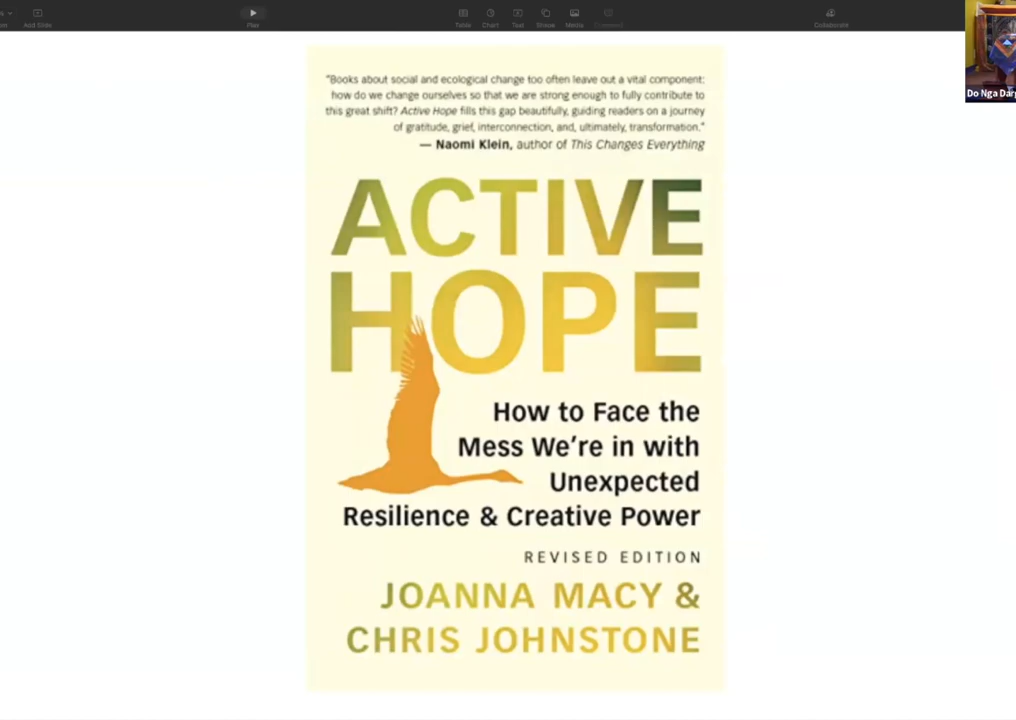 Add Slide
Play
Table
Chart
Text
Shape
Media
Comment
Collaborate
Do Nga Dar
"Books about social and ecological change too often leave out a vital component:
how do we change ourselves so that we are strong enough to fully contribute to
this great shift? Active Hope fills this gap beautifully, guiding readers on a journey
of gratitude, grief, interconnection, and, ultimately, transformation."
— Naomi Klein, author of This Changes Everything
ACTIVE
HOPE
How to Face the
Mess We're in with
Unexpected
Resilience & Creative Power
REVISED EDITION
JOANNA MACY &
CHRIS JOHNSTONE